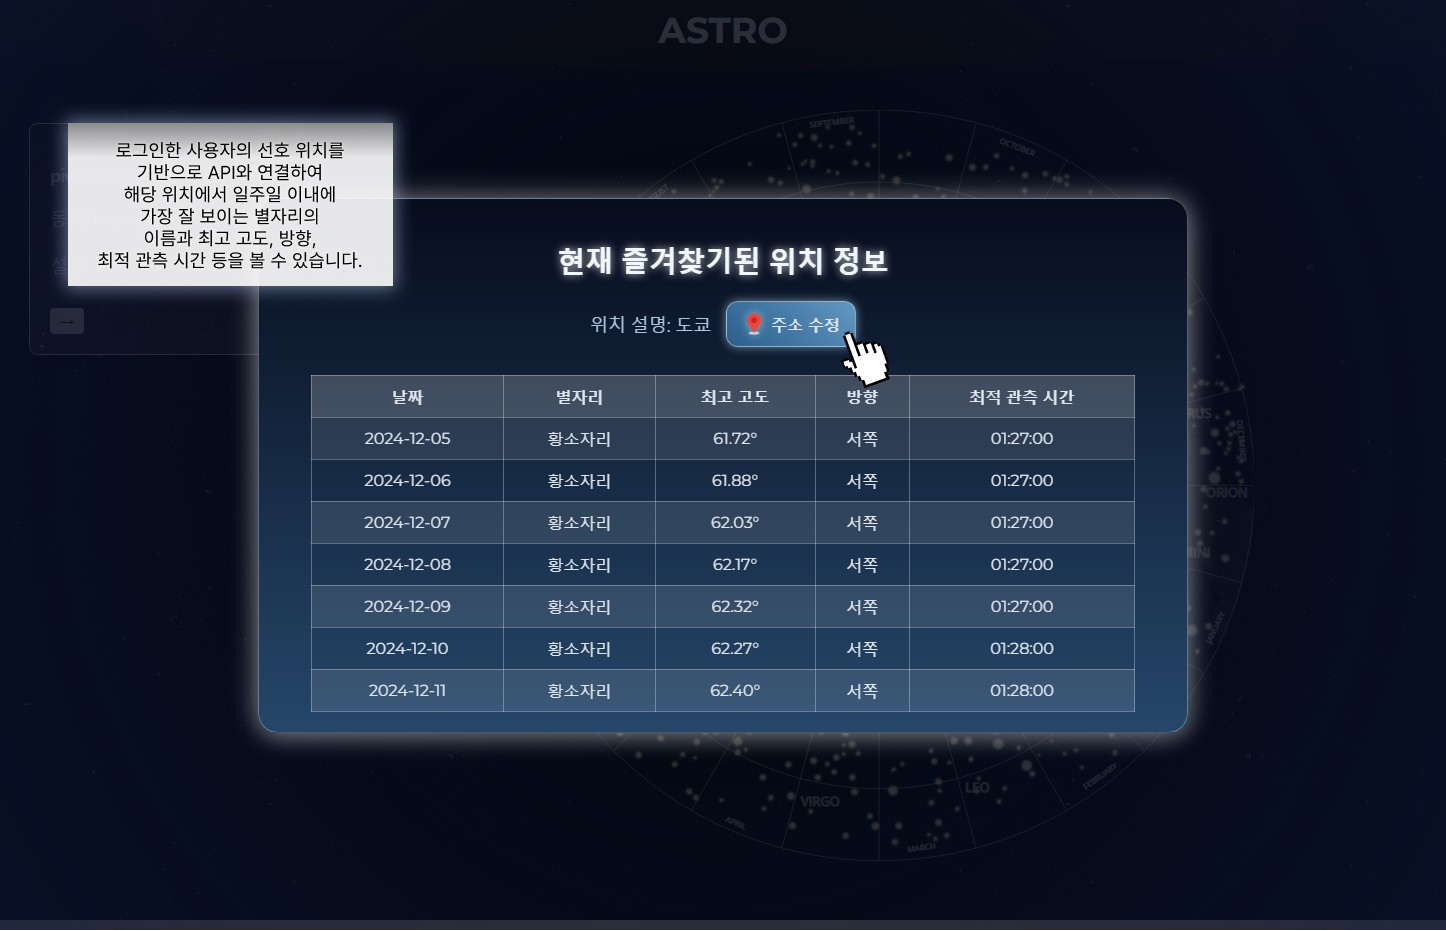 ASTRO
로그인한 사용자의 선호 위치를
기반으로 API와 연결하여
해당 위치에서 일주일 이내에
가장 잘 보이는 별자리의
이름과 최고 고도, 방향,
최적 관측 시간 등을 볼 수 있습니다.
→
현재 즐겨찾기된 위치 정보
위치 설명: 도쿄 📍 주소 수정
날짜 별자리 최고 고도 방향 최적 관측 시간
2024-12-05 황소자리 61.72° 서쪽 01:27:00
2024-12-06 황소자리 61.88° 서쪽 01:27:00
2024-12-07 황소자리 62.03° 서쪽 01:27:00
2024-12-08 황소자리 62.17° 서쪽 01:27:00
2024-12-09 황소자리 62.32° 서쪽 01:27:00
2024-12-10 황소자리 62.27° 서쪽 01:28:00
2024-12-11 황소자리 62.40° 서쪽 01:28:00
SEPTEMBER
OCTOBER
DECEMBER
ORION
JANUARY
FEBRUARY
LEO
VIRGO
APRIL
MARCH